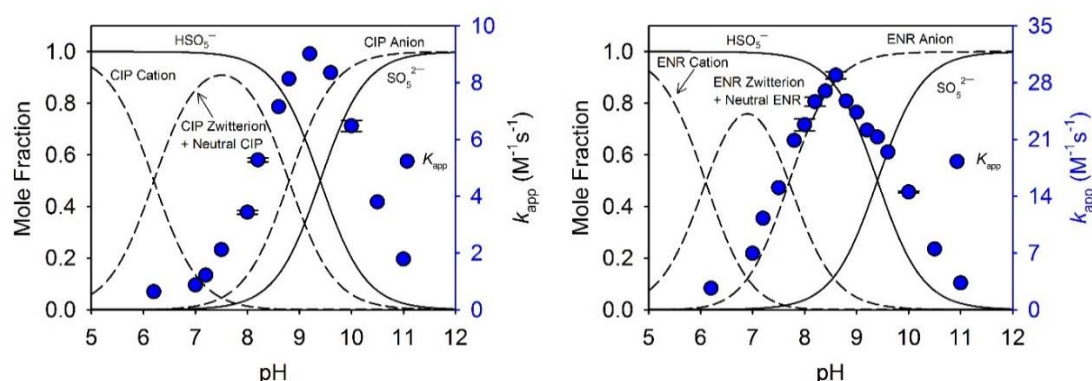 1.0
0.8
0.6
0.4
0.2
0.0
Mole Fraction
HSO₅⁻
CIP Cation
CIP Anion
SO₅²⁻
CIP Zwitterion
+ Neutral CIP
Kapp
10
8
6
4
2
0
kapp (M⁻¹s⁻¹)
5 6 7 8 9 10 11 12
pH
1.0
0.8
0.6
0.4
0.2
0.0
Mole Fraction
HSO₅⁻
ENR Cation
ENR Anion
ENR Zwitterion
+ Neutral ENR
SO₅²⁻
Kapp
35
28
21
14
7
0
kapp (M⁻¹s⁻¹)
5 6 7 8 9 10 11 12
pH